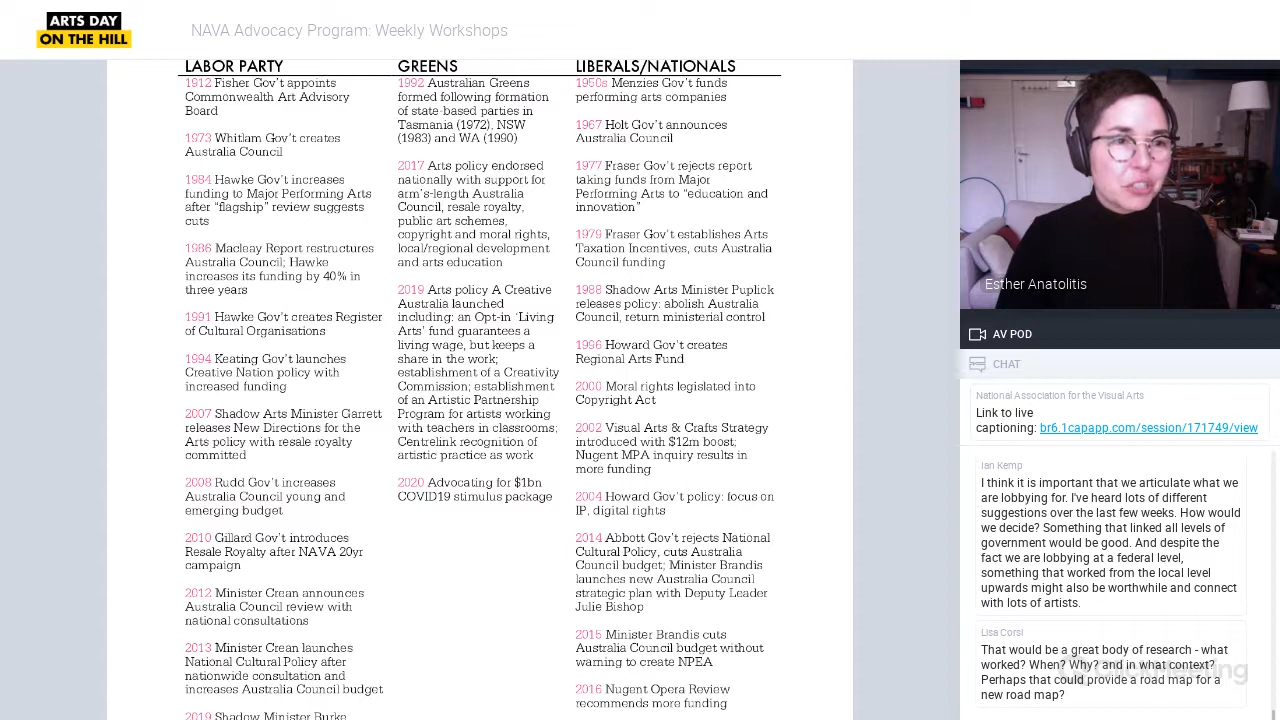 ARTS DAY
ON THE HILL
NAVA Advocacy Program: Weekly Workshops
LABOR PARTY
1912 Fisher Gov't appoints
Commonwealth Art Advisory
Board
1973 Whitlam Gov't creates
Australia Council
1984 Hawke Gov't increases
funding to Major Performing Arts
after "flagship" review suggests
cuts
1986 Macleay Report restructures
Australia Council; Hawke
increases its funding by 40% in
three years
1991 Hawke Gov't creates Register
of Cultural Organisations
1994 Keating Gov't launches
Creative Nation policy with
increased funding
2007 Shadow Arts Minister Garrett
releases New Directions for the
Arts policy with resale royalty
committed
2008 Rudd Gov't increases
Australia Council young and
emerging budget
2010 Gillard Gov't introduces
Resale Royalty after NAVA 20yr
campaign
2012 Minister Crean announces
Australia Council review with
national consultations
2013 Minister Crean launches
National Cultural Policy after
nationwide consultation and
increases Australia Council budget
2019 Shadow Minister Burke
GREENS
1992 Australian Greens
formed following formation
of state-based parties in
Tasmania (1972), NSW
(1983) and WA (1990)
2017 Arts policy endorsed
nationally with support for
arm's-length Australia
Council, resale royalty,
public art schemes,
copyright and moral rights,
local/regional development
and arts education
2019 Arts policy A Creative
Australia launched
including: an Opt-in 'Living
Arts' fund guarantees a
living wage, but keeps a
share in the work;
establishment of a Creativity
Commission; establishment
of an Artistic Partnership
Program for artists working
with teachers in classrooms;
Centrelink recognition of
artistic practice as work
2020 Advocating for $1bn
COVID19 stimulus package
LIBERALS/NATIONALS
1950s Menzies Gov't funds
performing arts companies
1967 Holt Gov't announces
Australia Council
1977 Fraser Gov't rejects report
taking funds from Major
Performing Arts to "education and
innovation"
1979 Fraser Gov't establishes Arts
Taxation Incentives, cuts Australia
Council funding
1988 Shadow Arts Minister Puplick
releases policy: abolish Australia
Council, return ministerial control
1996 Howard Gov't creates
Regional Arts Fund
2000 Moral rights legislated into
Copyright Act
2002 Visual Arts & Crafts Strategy
introduced with $12m boost;
Nugent MPA inquiry results in
more funding
2004 Howard Gov't policy: focus on
IP, digital rights
2014 Abbott Gov't rejects National
Cultural Policy, cuts Australia
Council budget; Minister Brandis
launches new Australia Council
strategic plan with Deputy Leader
Julie Bishop
2015 Minister Brandis cuts
Australia Council budget without
warning to create NPEA
2016 Nugent Opera Review
recommends more funding
Esther Anatolitis
AV POD
CHAT
National Association for the Visual Arts
Link to live
captioning: br6.1capapp.com/session/171749/view
Ian Kemp
I think it is important that we articulate what we
are lobbying for. I've heard lots of different
suggestions over the last few weeks. How would
we decide? Something that linked all levels of
government would be good. And despite the
fact we are lobbying at a federal level,
something that worked from the local level
upwards might also be worthwhile and connect
with lots of artists.
Lisa Corsi
That would be a great body of research - what
worked? When? Why? and in what context?
Perhaps that could provide a road map for a
new road map?
ClickMeeting